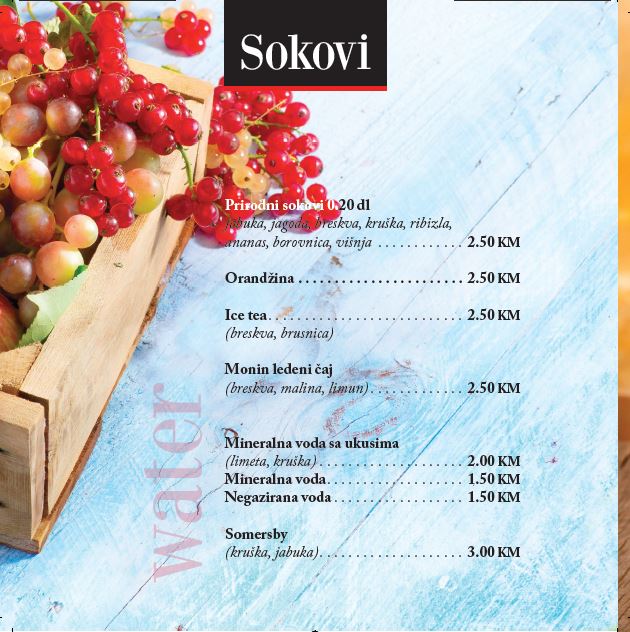 Sokovi
Prirodni sokovi 0,20 dl
jabuka, jagoda, breskva, kruška, ribizla,
ananas, borovnica, višnja ............ 2.50 KM
Orandžina ....................... 2.50 KM
Ice tea ........................... 2.50 KM
(breskva, brusnica)
Monin ledeni čaj
(breskva, malina, limun) ............. 2.50 KM
Mineralna voda sa ukusima
(limeta, kruška) .................... 2.00 KM
Mineralna voda ................... 1.50 KM
Negazirana voda .................. 1.50 KM
Somersby
(kruška, jabuka) .................... 3.00 KM
water